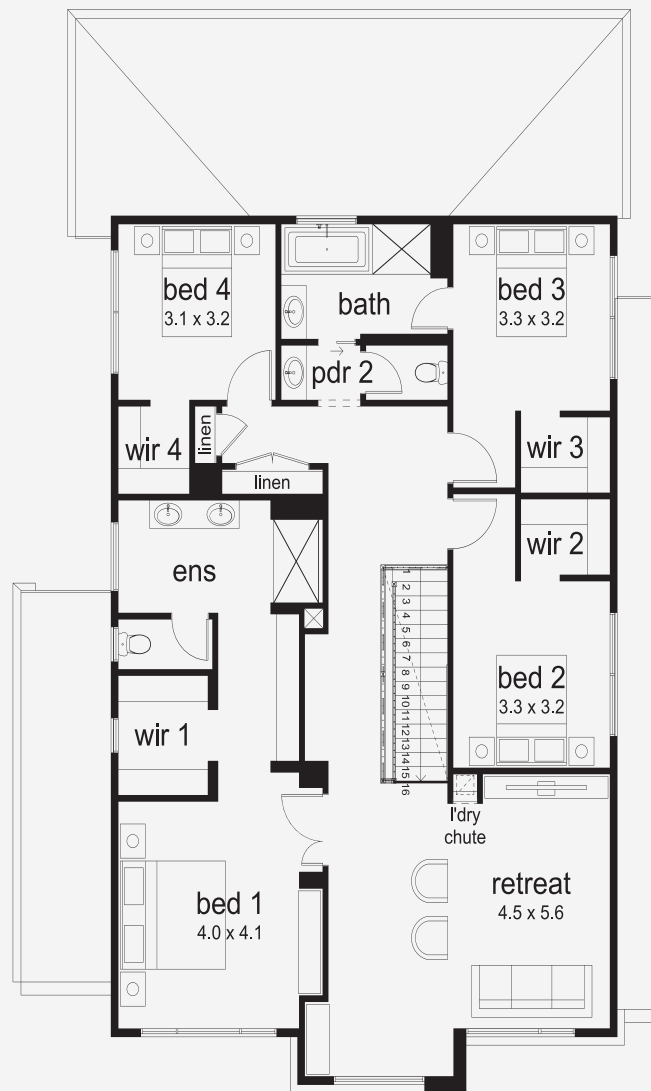 bed 4
3.1 x 3.2
bath
bed 3
3.3 x 3.2
pdr 2
wir 4
linen
linen
wir 3
wir 2
ens
1
2
3
4
5
6
7
8
9
10
11
12
13
14
15
16
bed 2
3.3 x 3.2
wir 1
l'dry
chute
bed 1
4.0 x 4.1
retreat
4.5 x 5.6